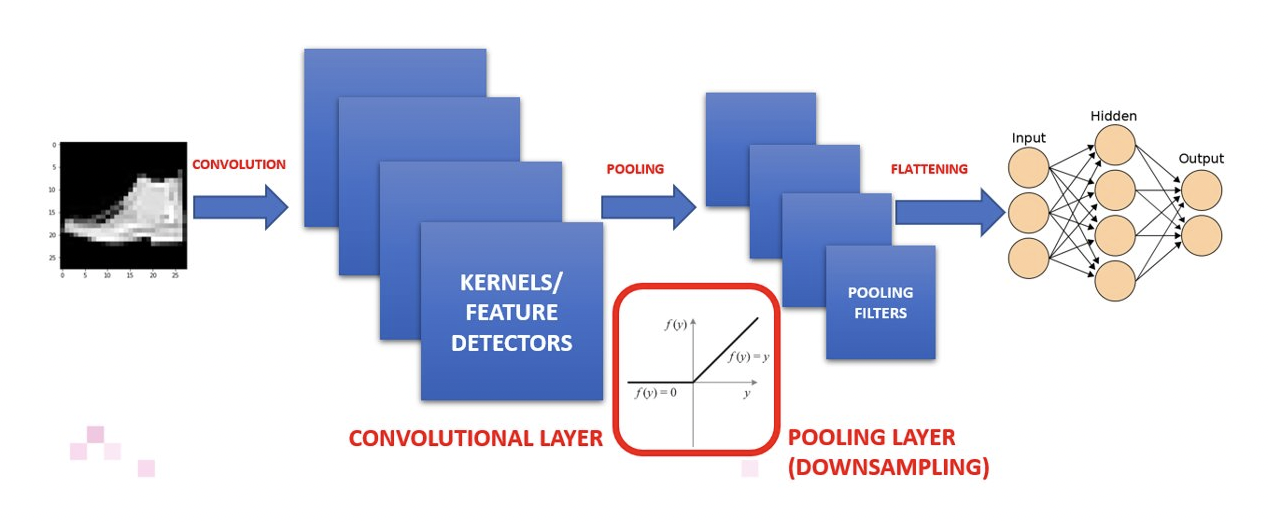 0
5
10
15
20
25
0 5 10 15 20 25
CONVOLUTION
KERNELS/
FEATURE
DETECTORS
CONVOLUTIONAL LAYER
POOLING
f(y)
f(y) = y
f(y) = 0
y
POOLING
FILTERS
POOLING LAYER
(DOWNSAMPLING)
FLATTENING
Input
Hidden
Output